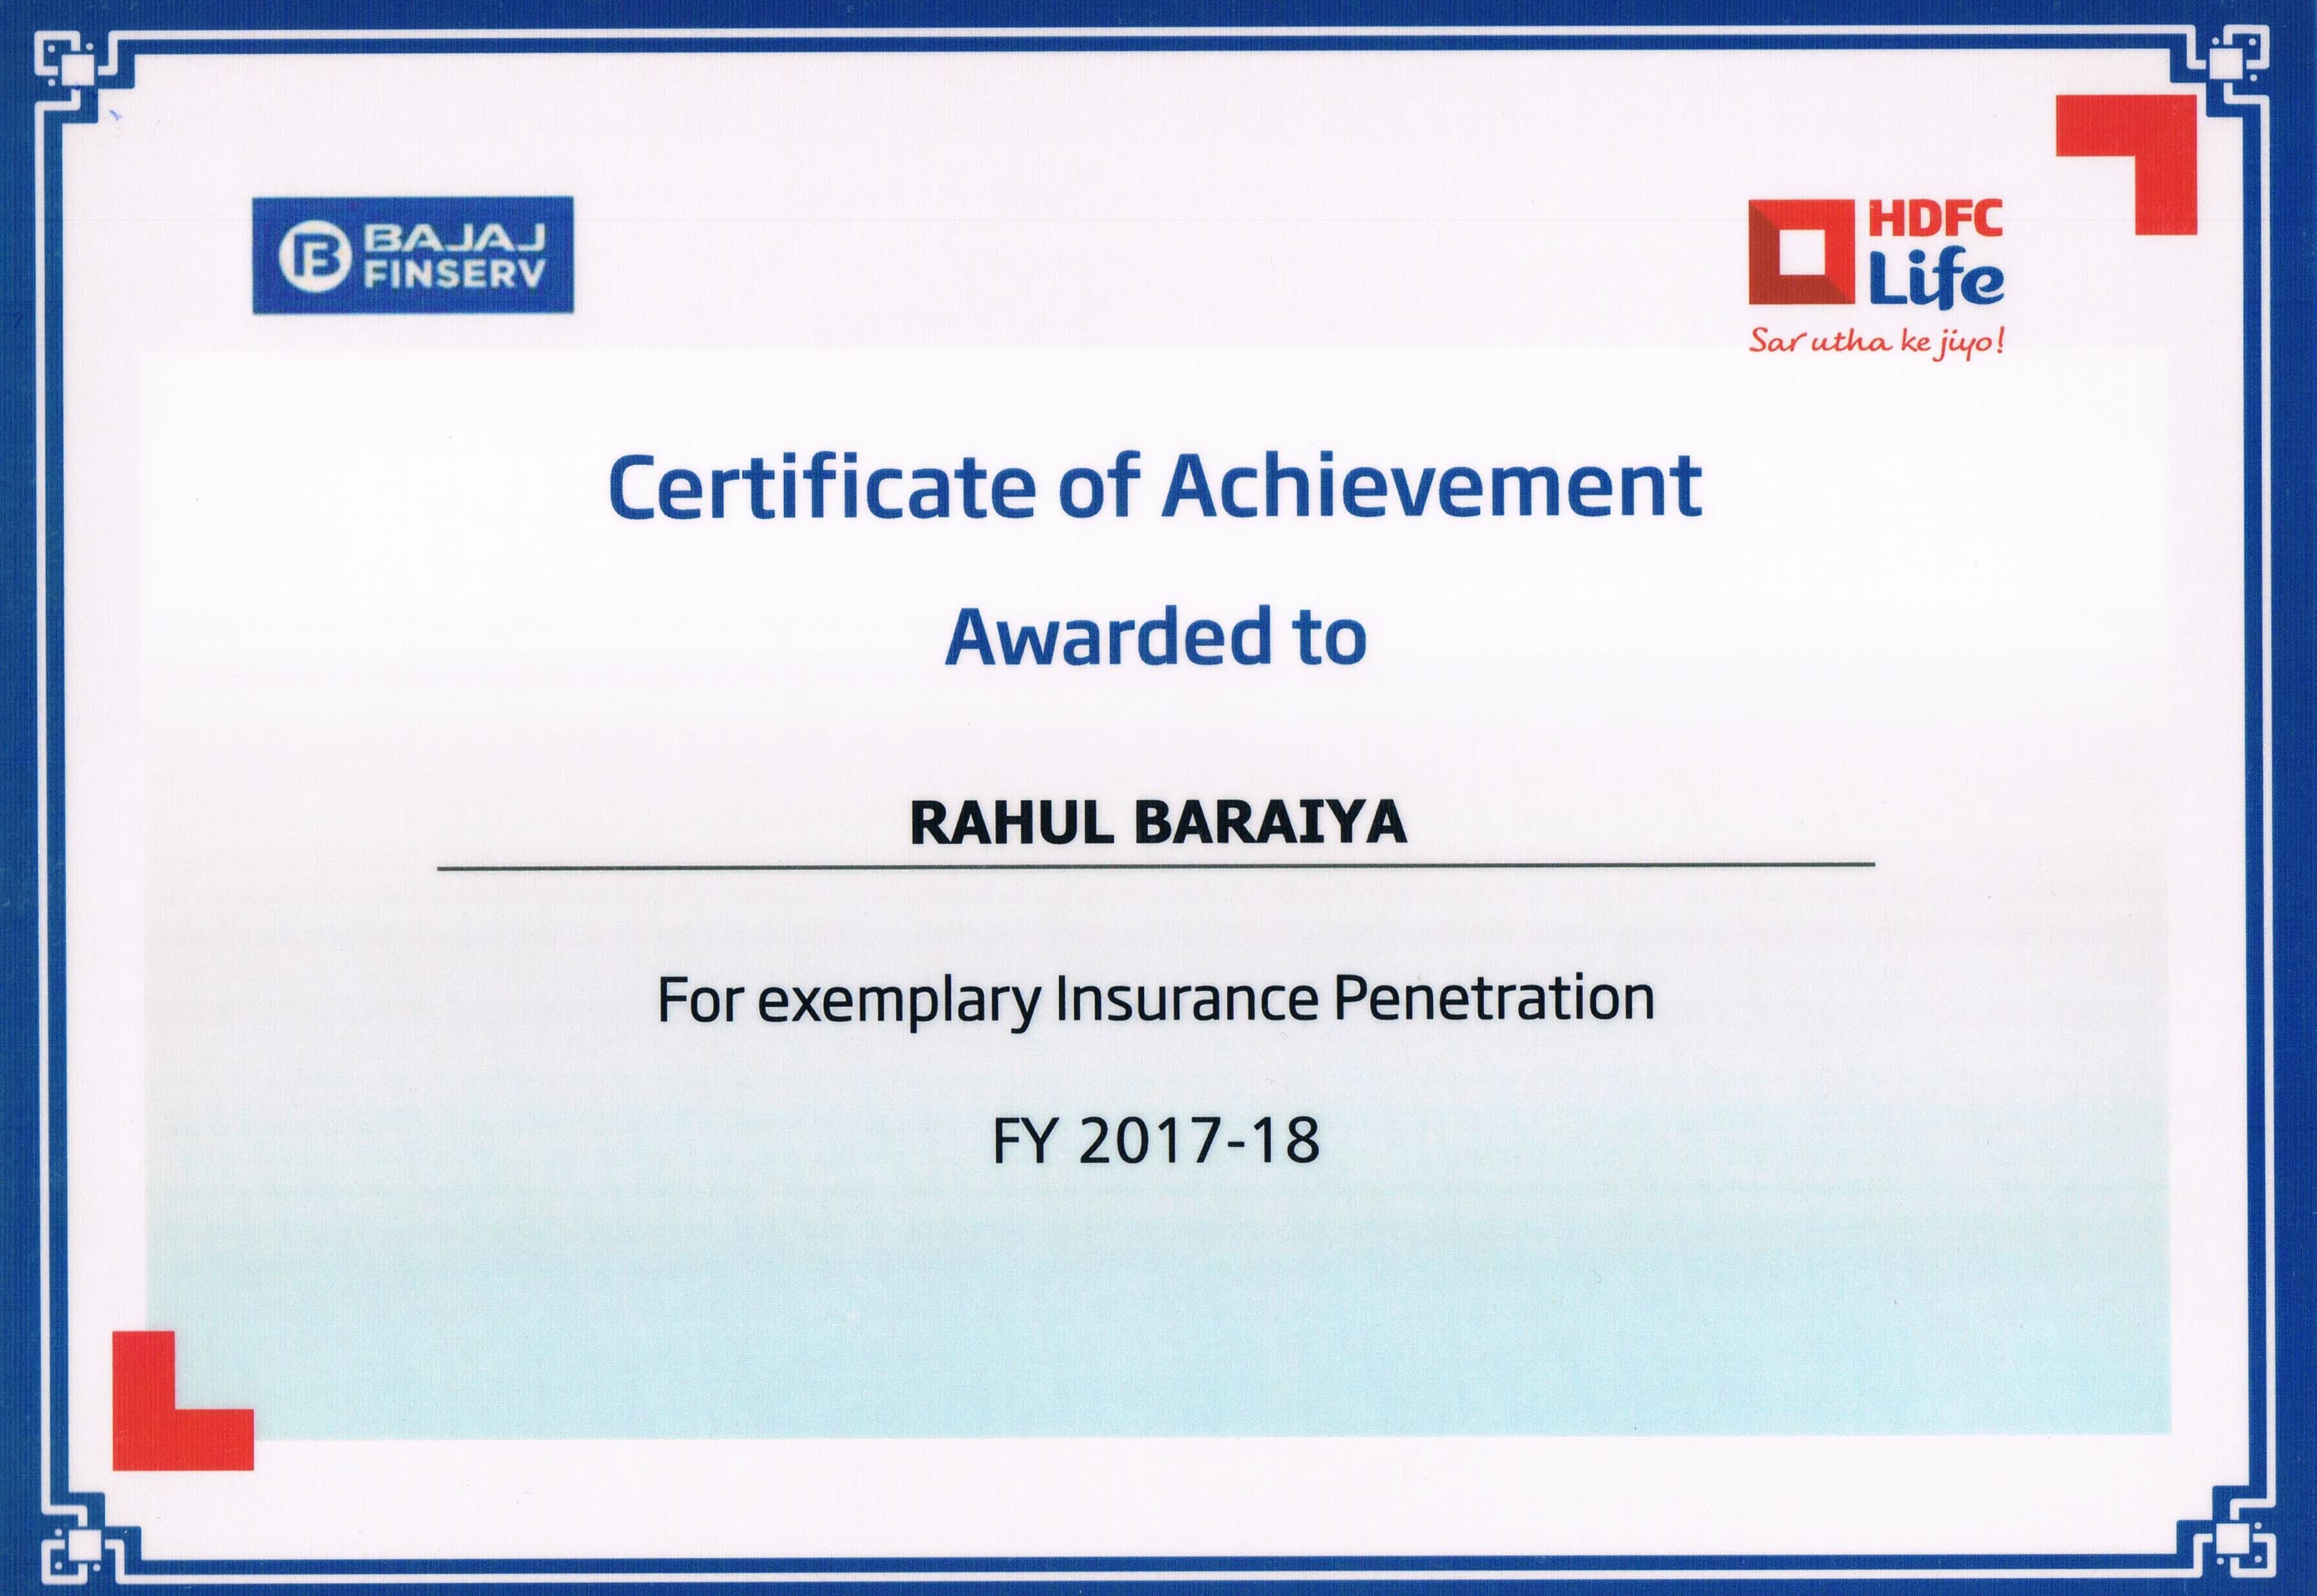 BAJAJ
FINSERV
HDFC
Life
Sar utha ke jiyo!
Certificate of Achievement
Awarded to
RAHUL BARAIYA
For exemplary Insurance Penetration
FY 2017-18